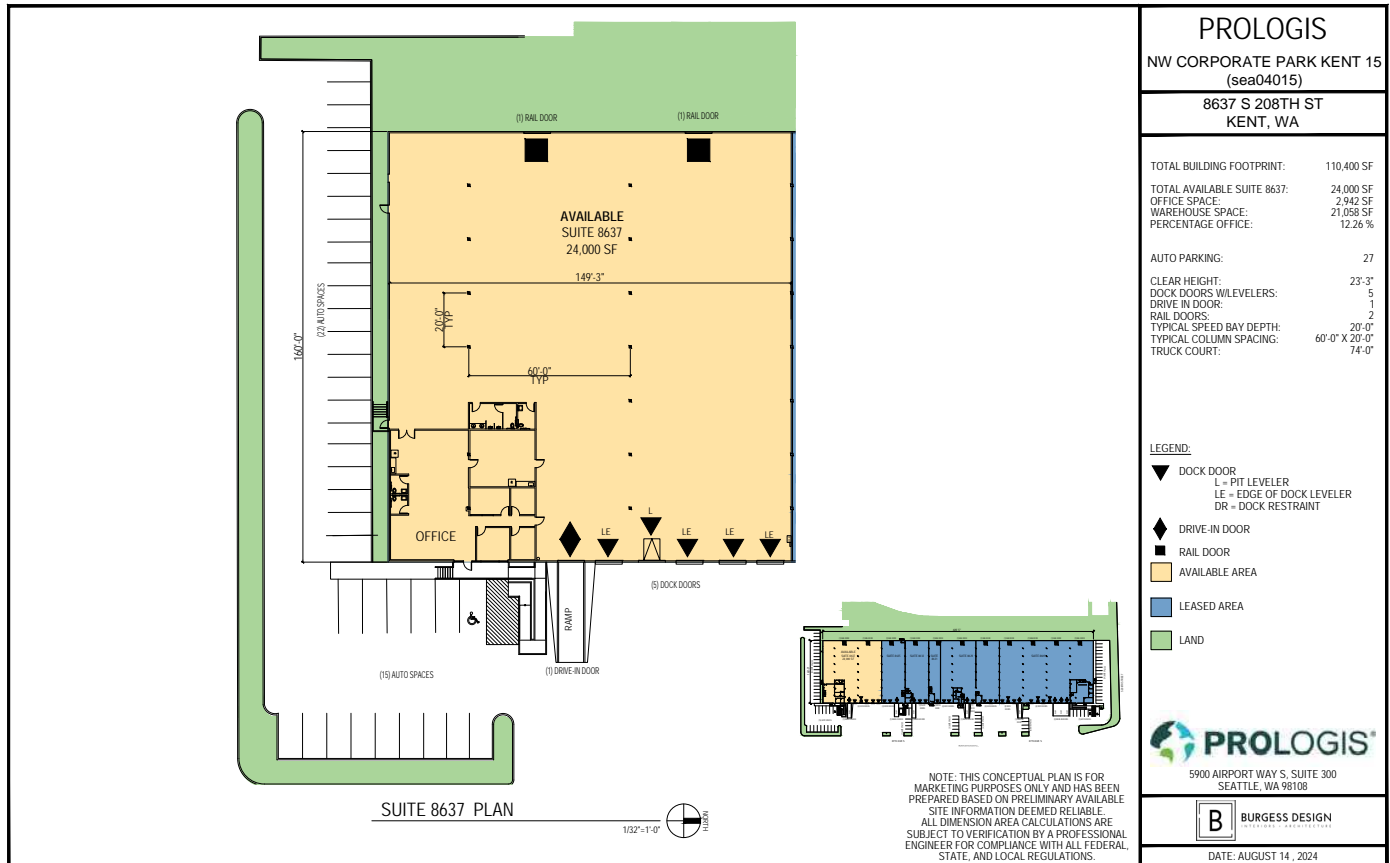 (1) RAIL DOOR
(1) RAIL DOOR
AVAILABLE
SUITE 8637
24,000 SF
149'-3"
(22) AUTO SPACES
160'-0"
20'-0"
TYP
60'-0"
TYP
OFFICE
LE
L
LE
LE
LE
(5) DOCK DOORS
RAMP
(15) AUTO SPACES
(1) DRIVE-IN DOOR
SUITE 8637 PLAN
1/32"=1'-0"
NORTH
NOTE: THIS CONCEPTUAL PLAN IS FOR
MARKETING PURPOSES ONLY AND HAS BEEN
PREPARED BASED ON PRELIMINARY AVAILABLE
SITE INFORMATION DEEMED RELIABLE.
ALL DIMENSION AREA CALCULATIONS ARE
SUBJECT TO VERIFICATION BY A PROFESSIONAL
ENGINEER FOR COMPLIANCE WITH ALL FEDERAL,
STATE, AND LOCAL REGULATIONS.
PROLOGIS
NW CORPORATE PARK KENT 15
(sea04015)
8637 S 208TH ST
KENT, WA
TOTAL BUILDING FOOTPRINT: 110,400 SF
TOTAL AVAILABLE SUITE 8637: 24,000 SF
OFFICE SPACE: 2,942 SF
WAREHOUSE SPACE: 21,058 SF
PERCENTAGE OFFICE: 12.26 %
AUTO PARKING: 27
CLEAR HEIGHT: 23'-3"
DOCK DOORS W/LEVELERS: 5
DRIVE IN DOOR: 1
RAIL DOORS: 2
TYPICAL SPEED BAY DEPTH: 20'-0"
TYPICAL COLUMN SPACING: 60'-0" X 20'-0"
TRUCK COURT: 74'-0"
LEGEND:
DOCK DOOR
L = PIT LEVELER
LE = EDGE OF DOCK LEVELER
DR = DOCK RESTRAINT
DRIVE-IN DOOR
RAIL DOOR
AVAILABLE AREA
LEASED AREA
LAND
PROLOGIS®
5900 AIRPORT WAY S, SUITE 300
SEATTLE, WA 98108
B BURGESS DESIGN
INTERIORS + ARCHITECTURE
DATE: AUGUST 14 , 2024